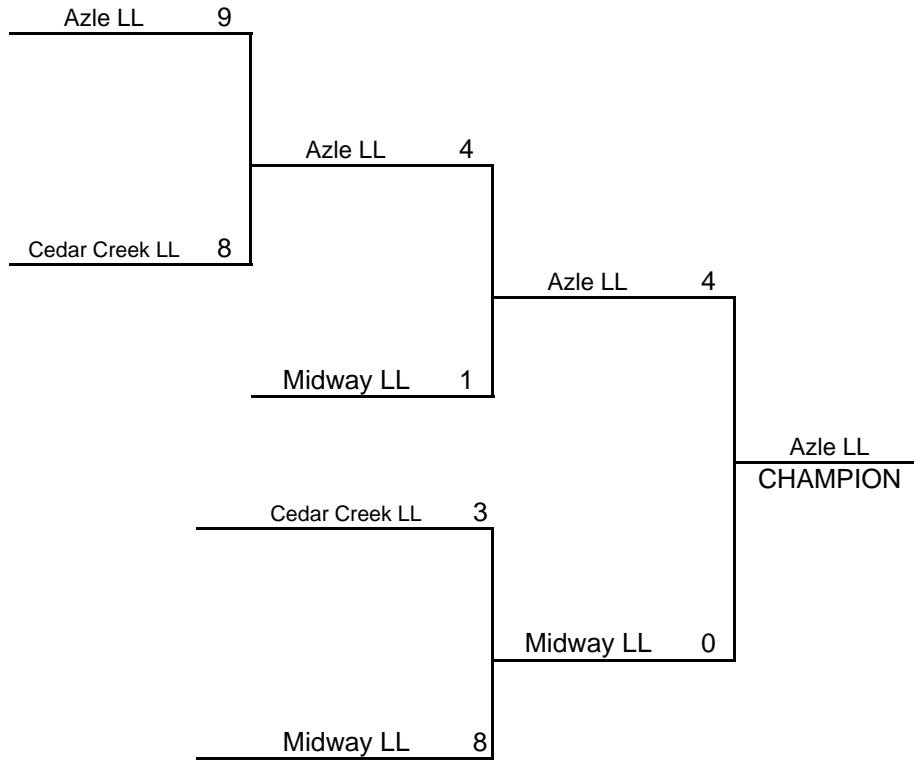 Azle LL 9
Azle LL 4
Cedar Creek LL 8
Azle LL 4
Midway LL 1
Azle LL
CHAMPION
Cedar Creek LL 3
Midway LL 0
Midway LL 8